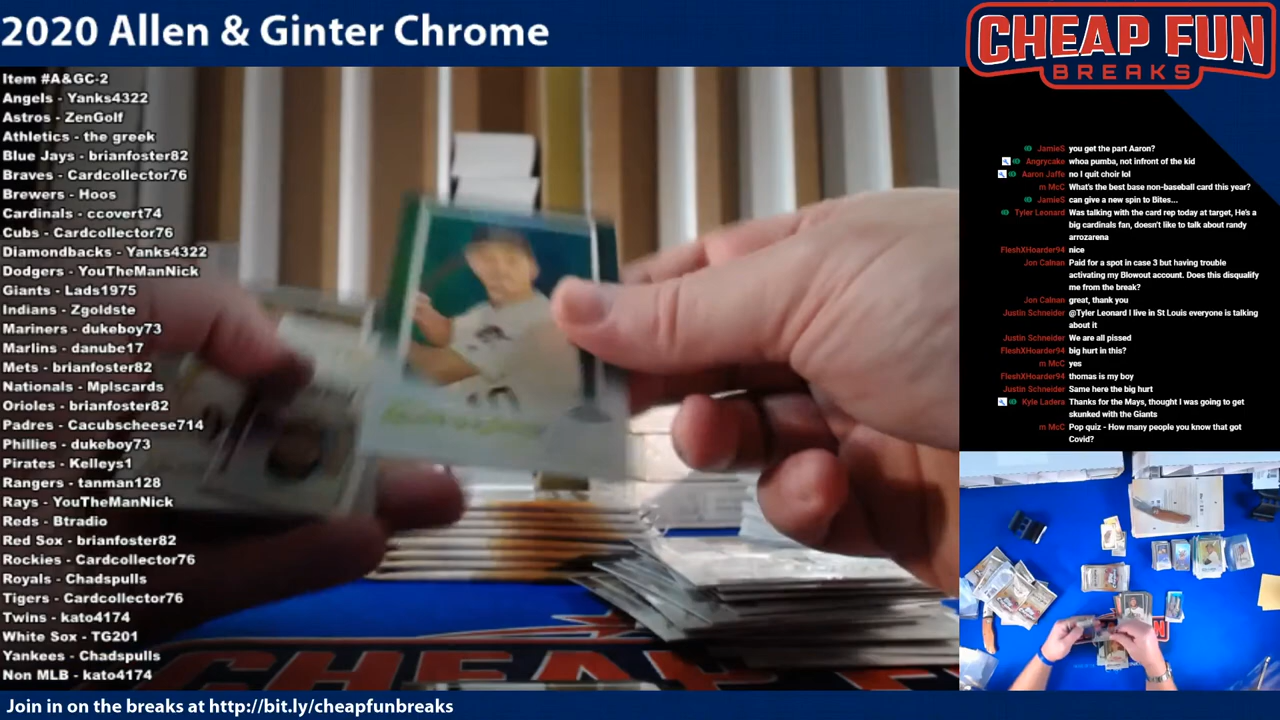 2020 Allen & Ginter Chrome
CHEAP FUN
BREAKS
Item #A&GC-2
Angels - Yanks4322
Astros - ZenGolf
Athletics - the greek
Blue Jays - brianfoster82
Braves - Cardcollector76
Brewers - Hoos
Cardinals - ccovert74
Cubs - Cardcollector76
Diamondbacks - Yanks4322
Dodgers - YouTheManNick
Giants - Lads1975
Indians - Zgoldste
Mariners - dukeboy73
Marlins - danube17
Mets - brianfoster82
Nationals - Mplscards
Orioles - brianfoster82
Padres - Cacubscheese714
Phillies - dukeboy73
Pirates - Kelleys1
Rangers - tanman128
Rays - YouTheManNick
Reds - Btradio
Red Sox - brianfoster82
Rockies - Cardcollector76
Royals - Chadspulls
Tigers - Cardcollector76
Twins - kato4174
White Sox - TG201
Yankees - Chadspulls
Non MLB - kato4174
JamieS you get the part Aaron?
Angrycake whoa pumba, not infront of the kid
Aaron Jaffe no I quit choir lol
m McC What's the best base non-baseball card this year?
JamieS can give a new spin to Bites...
Tyler Leonard Was talking with the card rep today at target, He's a
big cardinals fan, doesn't like to talk about randy
arrozarena
FleshXHoarder94 nice
Jon Calnan Paid for a spot in case 3 but having trouble
activating my Blowout account. Does this disqualify
me from the break?
Jon Calnan great, thank you
Justin Schneider @Tyler Leonard I live in St Louis everyone is talking
about it
Justin Schneider We are all pissed
FleshXHoarder94 big hurt in this?
m McC yes
FleshXHoarder94 thomas is my boy
Justin Schneider Same here the big hurt
Kyle Ladera Thanks for the Mays, thought I was going to get
skunked with the Giants
m McC Pop quiz - How many people you know that got
Covid?
CHEAP FUN
Join in on the breaks at http://bit.ly/cheapfunbreaks